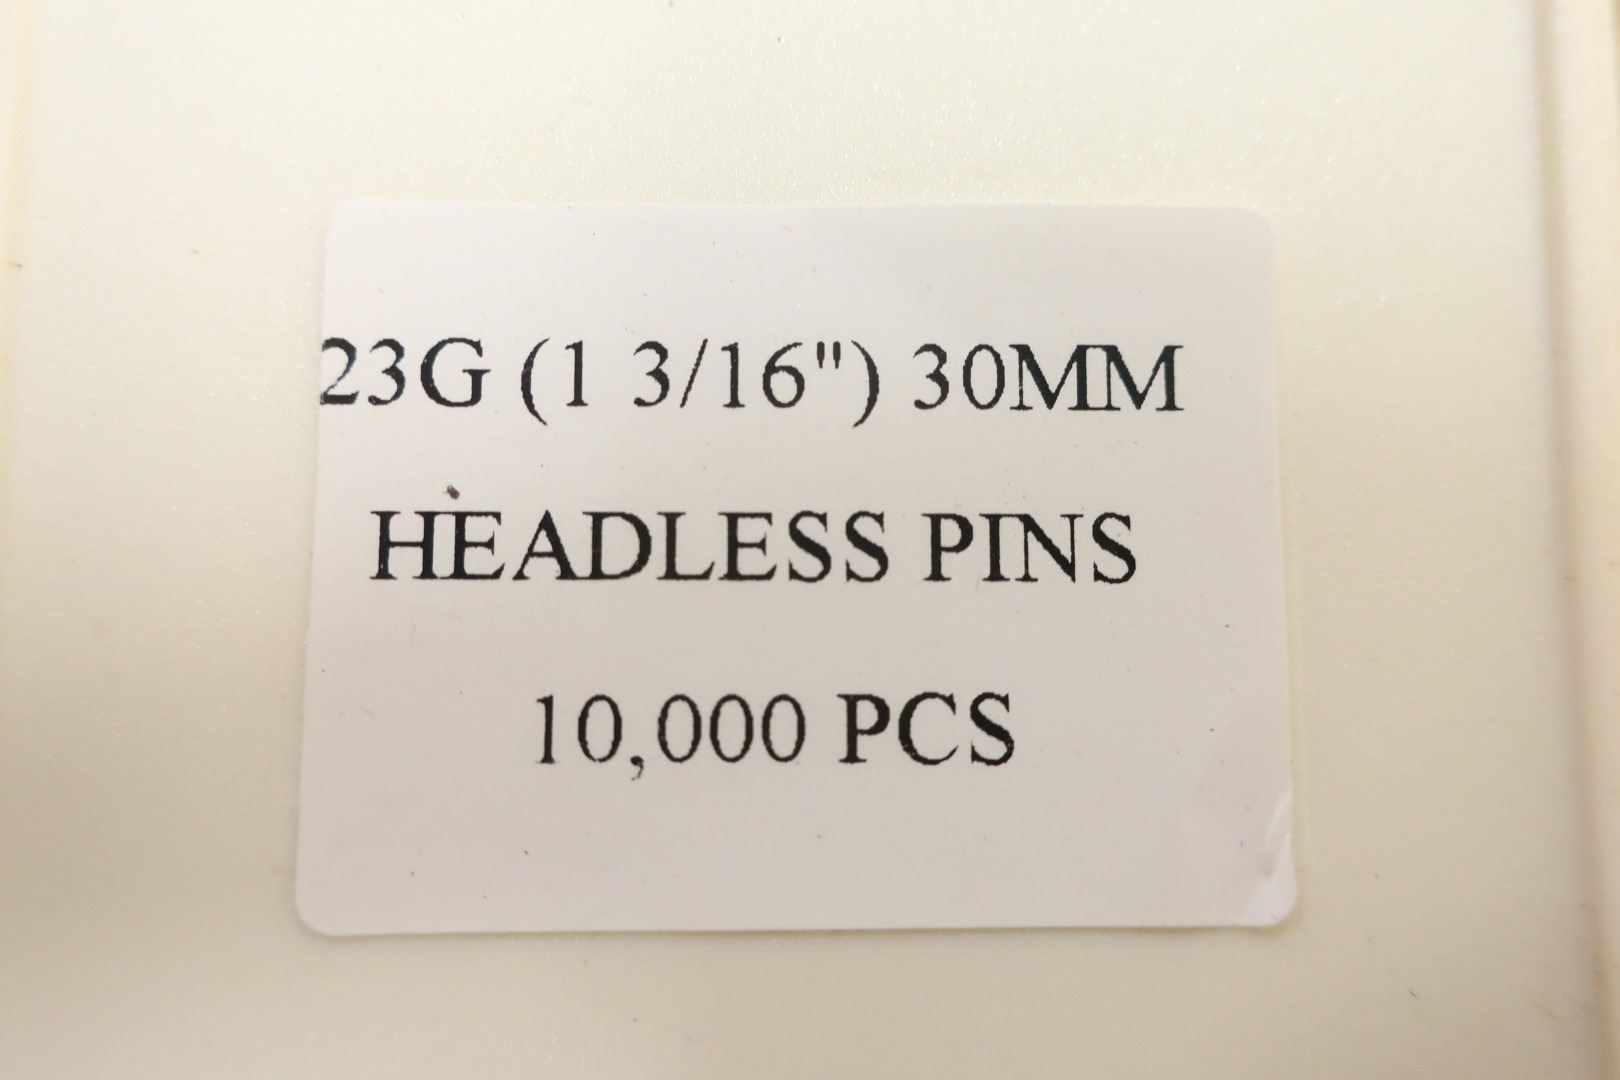 23G (1 3/16") 30MM
HEADLESS PINS
10,000 PCS